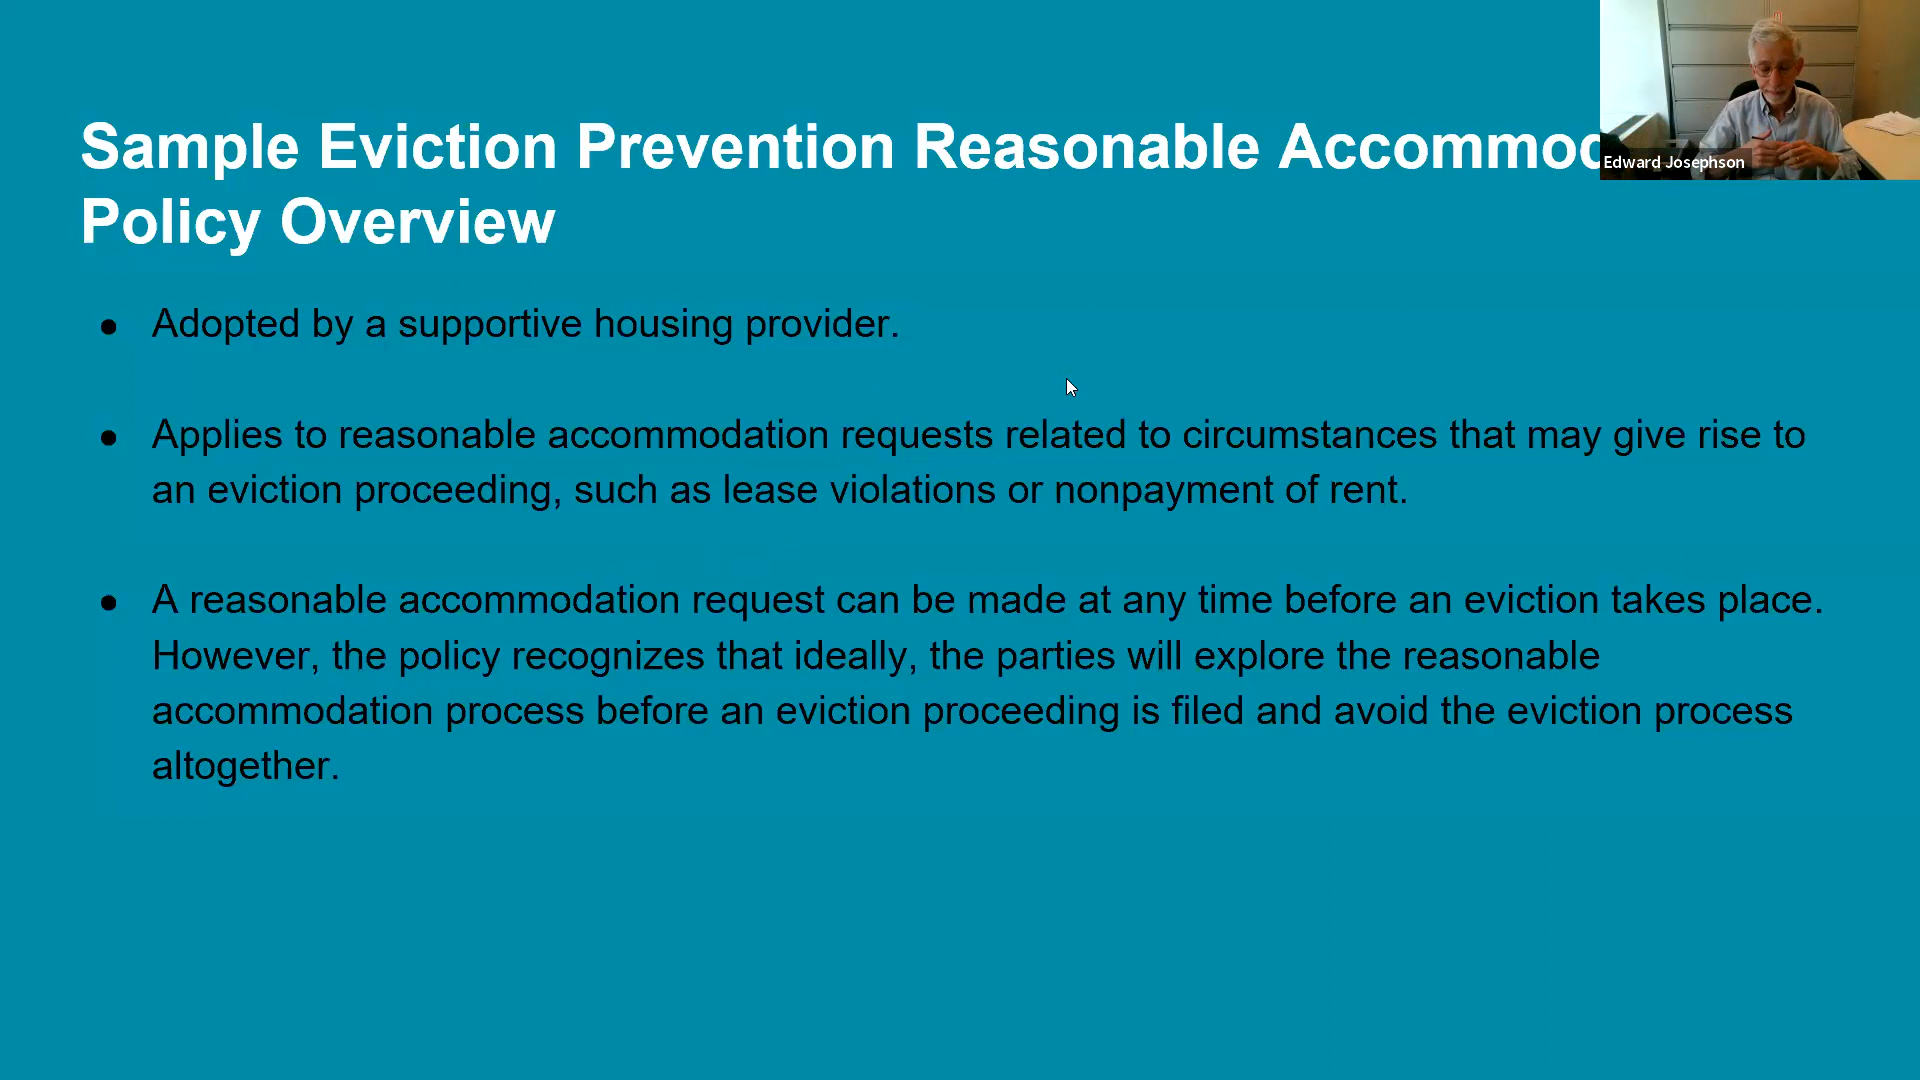 Sample Eviction Prevention Reasonable Accommod
Policy Overview
Edward Josephson
● Adopted by a supportive housing provider.
● Applies to reasonable accommodation requests related to circumstances that may give rise to
an eviction proceeding, such as lease violations or nonpayment of rent.
● A reasonable accommodation request can be made at any time before an eviction takes place.
However, the policy recognizes that ideally, the parties will explore the reasonable
accommodation process before an eviction proceeding is filed and avoid the eviction process
altogether.